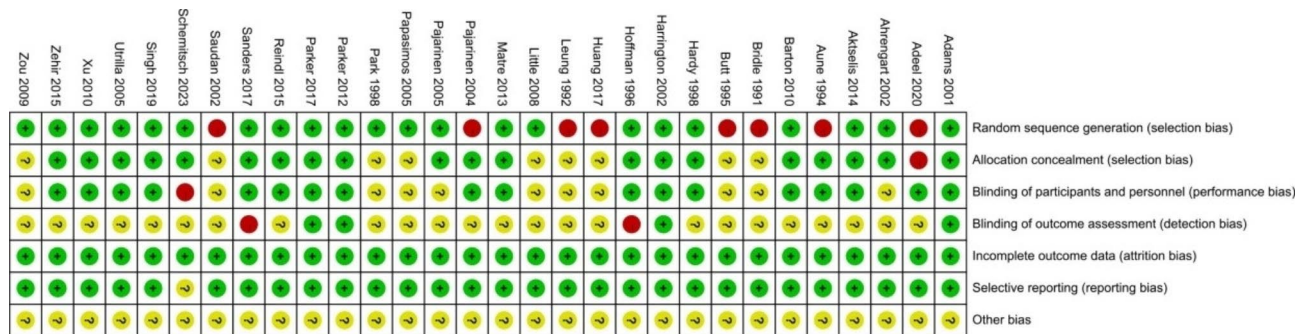 Zou 2009
Zehir 2015
Xu 2010
Utrilla 2005
Singh 2019
Schemitsch 2023
Saudan 2002
Sanders 2017
Reindl 2015
Parker 2017
Parker 2012
Park 1998
Papasimos 2005
Pajarinen 2005
Pajarinen 2004
Matre 2013
Little 2008
Leung 1992
Huang 2017
Hoffman 1996
Harrington 2002
Hardy 1998
Butt 1995
Bridle 1991
Barton 2010
Aune 1994
Aktselis 2014
Ahrengart 2002
Adeel 2020
Adams 2001
+ + + + + + + + + + + + + + + + + + + + + + Random sequence generation (selection bias)
? + + + + + ? + + + + ? ? + + + ? ? ? + + + ? ? + + + + + Allocation concealment (selection bias)
? + + + + ? + + + + ? ? ? + + ? ? ? + + + ? ? + + + ? + + Blinding of participants and personnel (performance bias)
? ? ? ? ? ? ? ? + + ? ? ? ? ? ? ? ? + ? ? ? ? ? ? ? ? + Blinding of outcome assessment (detection bias)
+ + + + + + + + + + + + + + + + + + + + + + + + + + + + + + Incomplete outcome data (attrition bias)
+ + + + + ? + + + + + + + + + + + + + + + + + + + + + + + + Selective reporting (reporting bias)
? ? ? ? ? ? ? ? ? ? ? ? ? ? ? ? ? ? ? ? ? ? ? ? ? ? ? ? ? ? Other bias